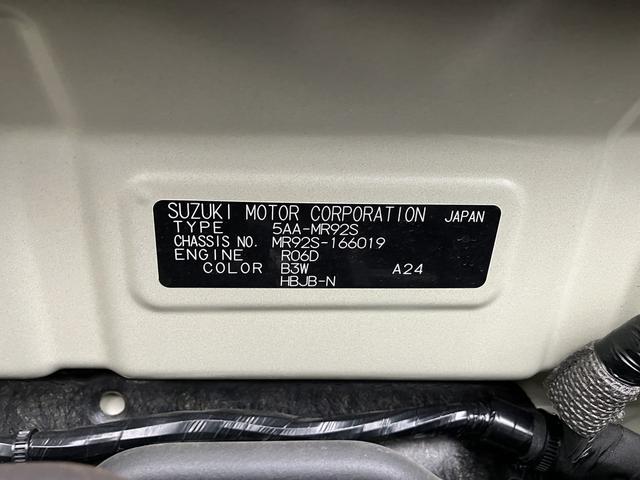 SUZUKI MOTOR CORPORATION JAPAN
TYPE 5AA-MR92S
CHASSIS NO. MR92S-166019
ENGINE R06D
COLOR B3W A24
HBJB-N